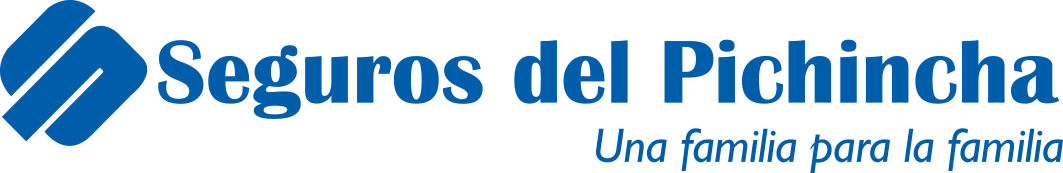 Seguros del Pichincha
Una familia para la familia